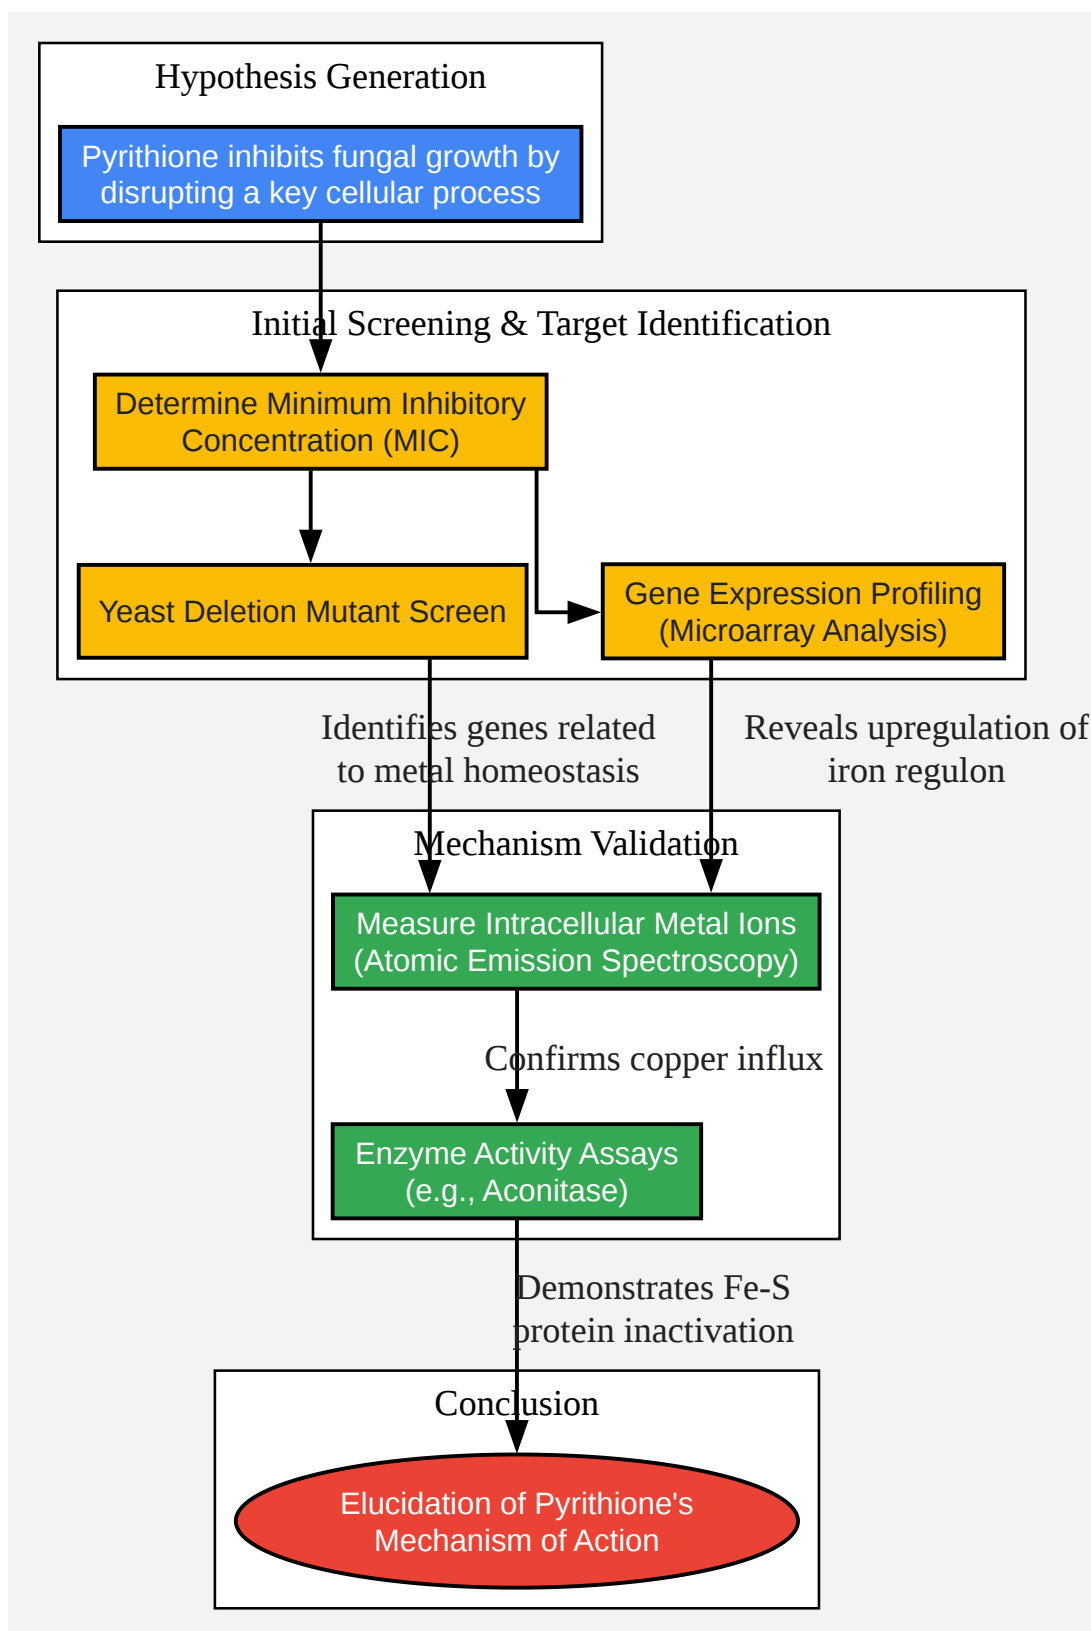 Hypothesis Generation
Pyrithione inhibits fungal growth by
disrupting a key cellular process
Initial Screening & Target Identification
Determine Minimum Inhibitory
Concentration (MIC)
Yeast Deletion Mutant Screen
Gene Expression Profiling
(Microarray Analysis)
Identifies genes related
to metal homeostasis
Reveals upregulation of
iron regulon
Mechanism Validation
Measure Intracellular Metal Ions
(Atomic Emission Spectroscopy)
Confirms copper influx
Enzyme Activity Assays
(e.g., Aconitase)
Demonstrates Fe-S
protein inactivation
Conclusion
Elucidation of Pyrithione's
Mechanism of Action